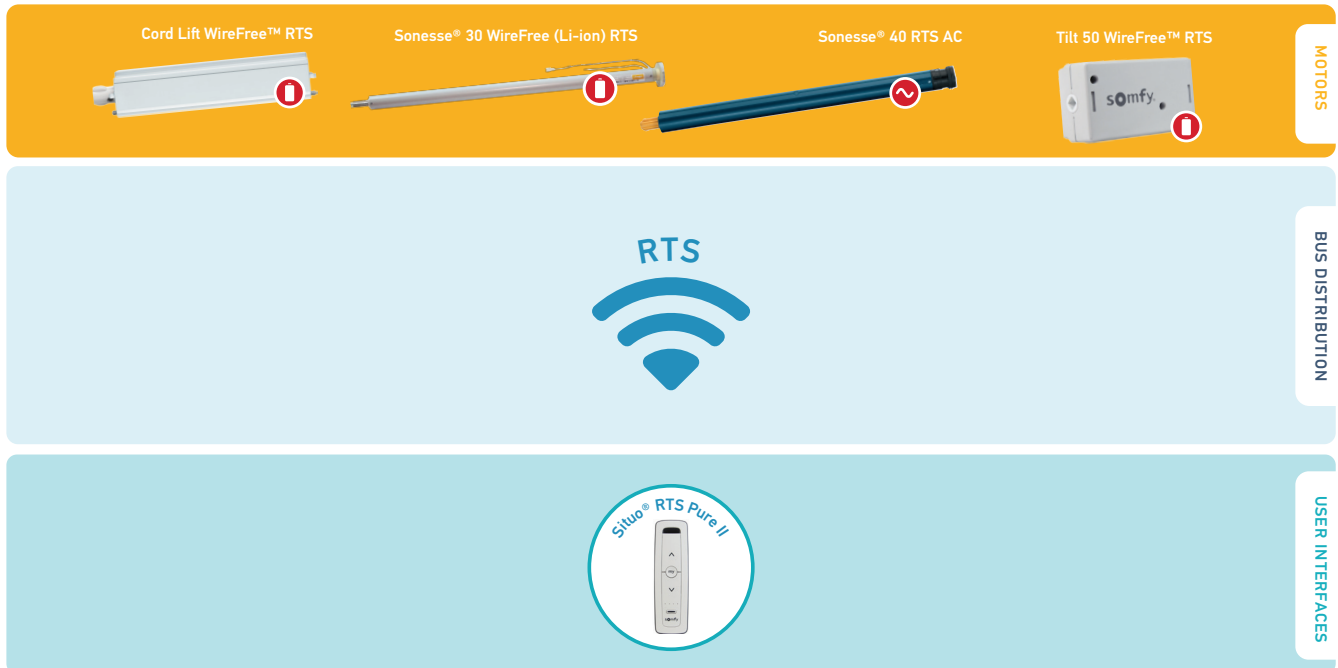 Cord Lift WireFree™ RTS
Sonesse® 30 WireFree (Li-ion) RTS
Sonesse® 40 RTS AC
Tilt 50 WireFree™ RTS
somfy.
MOTORS
RTS
BUS DISTRIBUTION
Situo® RTS Pure II
my
somfy
USER INTERFACES